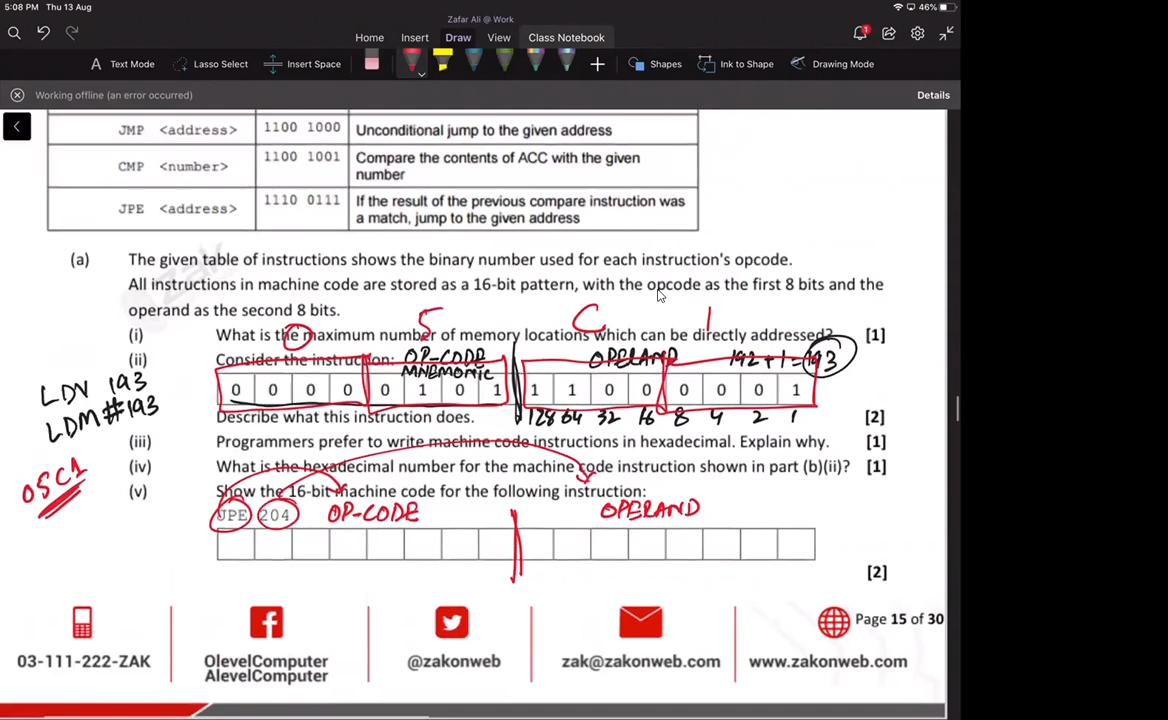 5:08 PM Thu 13 Aug
46%
Zafar Ali @ Work
Home Insert Draw View Class Notebook
1
A Text Mode Lasso Select Insert Space Shapes Ink to Shape Drawing Mode
Working offline (an error occurred) Details
JMP <address> 1100 1000 Unconditional jump to the given address
CMP <number> 1100 1001 Compare the contents of ACC with the given
number
JPE <address> 1110 0111 If the result of the previous compare instruction was
a match, jump to the given address
(a) The given table of instructions shows the binary number used for each instruction's opcode.
All instructions in machine code are stored as a 16-bit pattern, with the opcode as the first 8 bits and the
operand as the second 8 bits.
0 5 C 1
(i) What is the maximum number of memory locations which can be directly addressed? [1]
(ii) Consider the instruction: OP-CODE OPERAND 192+1=193
MNEMONIC
LDV 193
0 0 0 0 0 1 0 1 1 1 0 0 0 0 0 1
LDM #193
Describe what this instruction does. 128 64 32 16 8 4 2 1 [2]
(iii) Programmers prefer to write machine code instructions in hexadecimal. Explain why. [1]
(iv) What is the hexadecimal number for the machine code instruction shown in part (b)(ii)? [1]
05C1
(v) Show the 16-bit machine code for the following instruction:
JPE 204 OP-CODE OPERAND
[2]
Page 15 of 30
03-111-222-ZAK OlevelComputer @zakonweb zak@zakonweb.com www.zakonweb.com
AlevelComputer